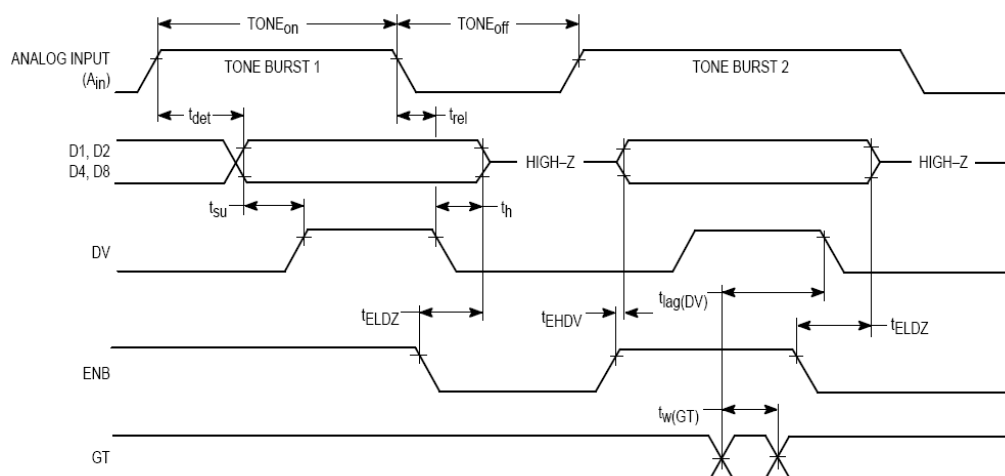 TONEon
TONEoff
ANALOG INPUT
(Ain)
TONE BURST 1
TONE BURST 2
tdet
trel
D1, D2
D4, D8
HIGH–Z
HIGH–Z
tsu
th
DV
tlag(DV)
tELDZ
tEHDV
tELDZ
ENB
tw(GT)
GT